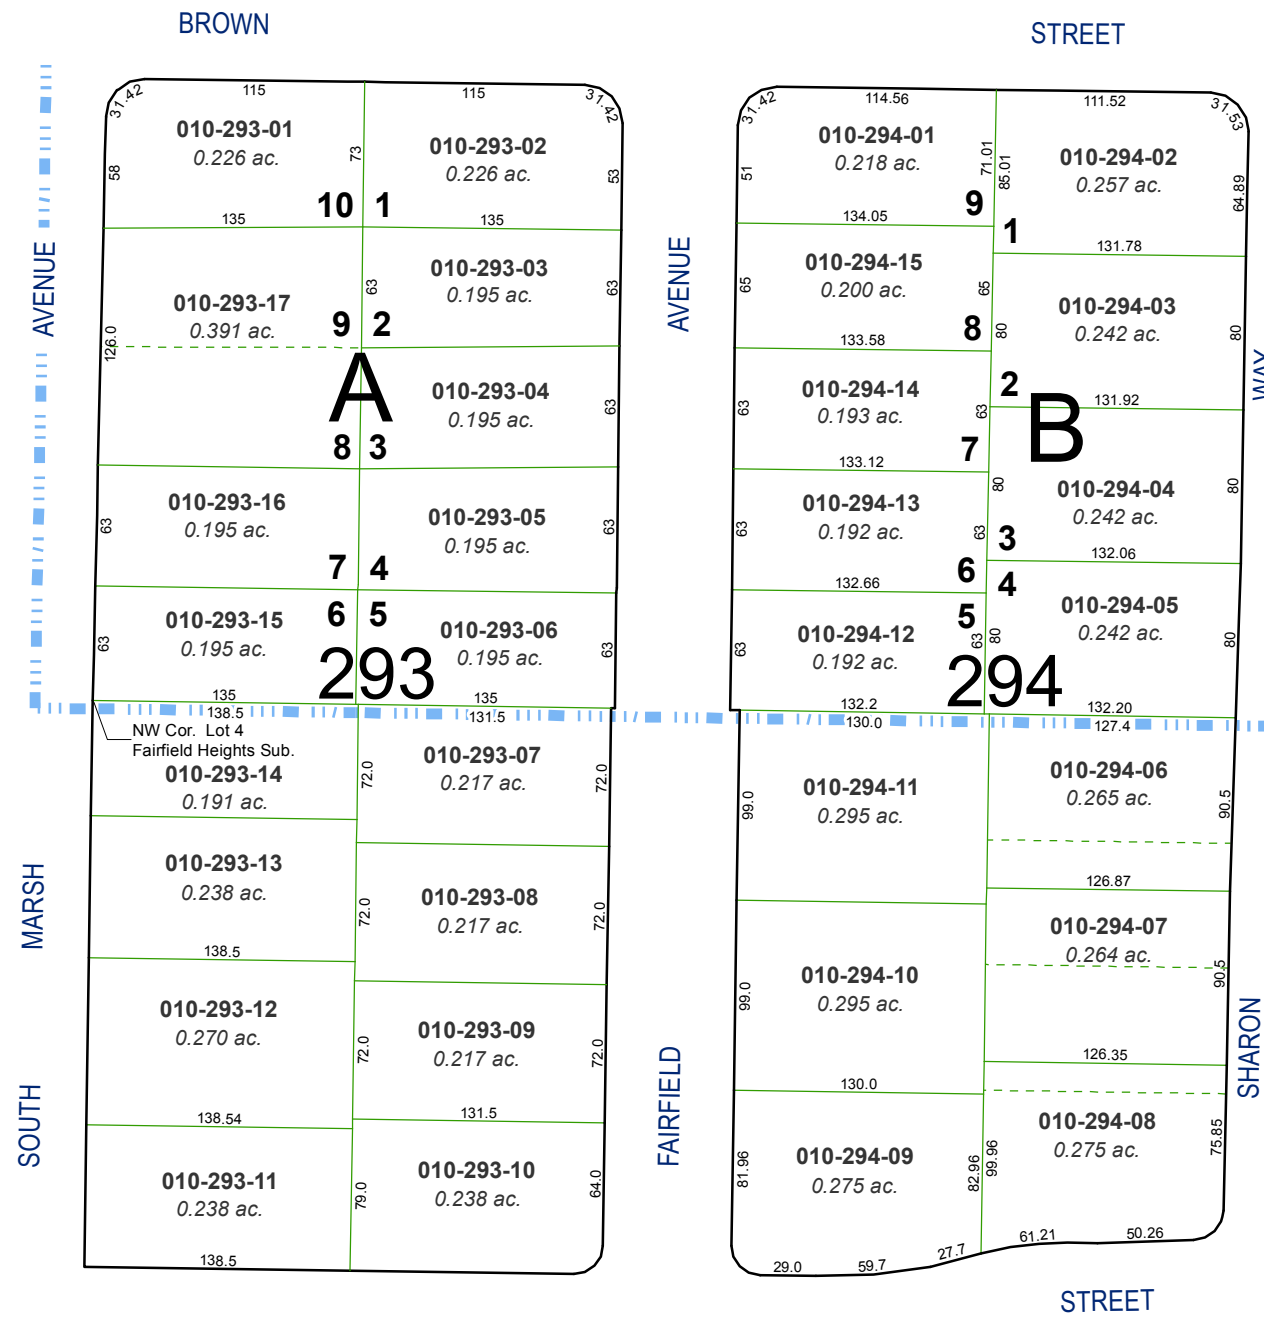 BROWN
STREET
31.42
115
115
31.42
010-293-01
0.226 ac.
58
73
010-293-02
0.226 ac.
53
10
1
135
135
31.42
114.56
111.52
31.53
010-294-01
0.218 ac.
51
71.01
85.01
010-294-02
0.257 ac.
64.89
9
1
134.05
131.78
AVENUE
010-293-17
0.391 ac.
126.0
9
2
63
010-293-03
0.195 ac.
63
AVENUE
010-294-15
0.200 ac.
65
65
8
133.58
80
010-294-03
0.242 ac.
80
2
131.92
WAY
A
8
3
010-293-04
0.195 ac.
63
010-294-14
0.193 ac.
63
63
7
133.12
B
80
010-294-04
0.242 ac.
80
3
132.06
010-293-16
0.195 ac.
63
7
4
010-293-05
0.195 ac.
63
010-294-13
0.192 ac.
63
63
6
132.66
4
010-293-15
0.195 ac.
63
6
5
010-293-06
0.195 ac.
63
293
135
135
138.5
131.5
5
010-294-12
0.192 ac.
63
63
80
010-294-05
0.242 ac.
80
294
132.2
132.20
130.0
127.4
NW Cor. Lot 4
Fairfield Heights Sub.
010-293-14
0.191 ac.
72.0
010-293-07
0.217 ac.
72.0
010-294-11
0.295 ac.
99.0
010-294-06
0.265 ac.
90.5
126.87
MARSH
010-293-13
0.238 ac.
138.5
72.0
010-293-08
0.217 ac.
72.0
010-294-10
0.295 ac.
99.0
130.0
010-294-07
0.264 ac.
90.5
126.35
010-293-12
0.270 ac.
138.54
72.0
010-293-09
0.217 ac.
72.0
131.5
SOUTH
FAIRFIELD
SHARON
010-293-11
0.238 ac.
138.5
79.0
010-293-10
0.238 ac.
64.0
81.96
010-294-09
0.275 ac.
82.96
99.96
010-294-08
0.275 ac.
75.85
29.0
59.7
27.7
61.21
50.26
STREET